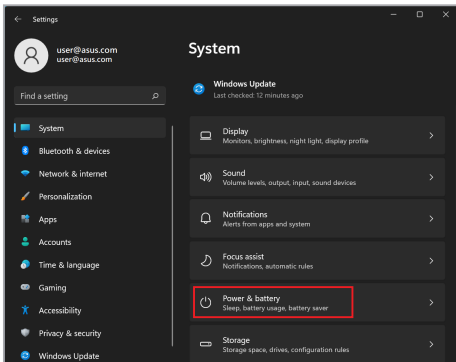 Settings
user@asus.com
user@asus.com
Find a setting
System
Bluetooth & devices
Network & internet
Personalization
Apps
Accounts
Time & language
Gaming
Accessibility
Privacy & security
Windows Update
System
Windows Update
Last checked: 12 minutes ago
Display
Monitors, brightness, night light, display profile
Sound
Volume levels, output, input, sound devices
Notifications
Alerts from apps and system
Focus assist
Notifications, automatic rules
Power & battery
Sleep, battery usage, battery saver
Storage
Storage space, drives, configuration rules